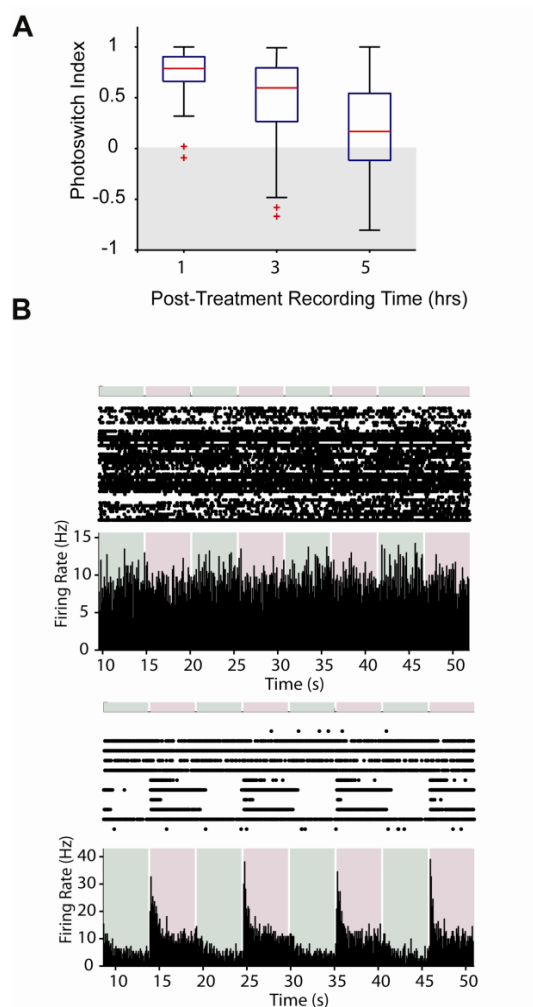 A
Photoswitch Index
1
0.5
0
-0.5
-1
1 3 5
Post-Treatment Recording Time (hrs)
B
Firing Rate (Hz)
15
10
5
0
10 15 20 25 30 35 40 45 50
Time (s)
Firing Rate (Hz)
40
30
20
10
0
10 15 20 25 30 35 40 45 50
Time (s)